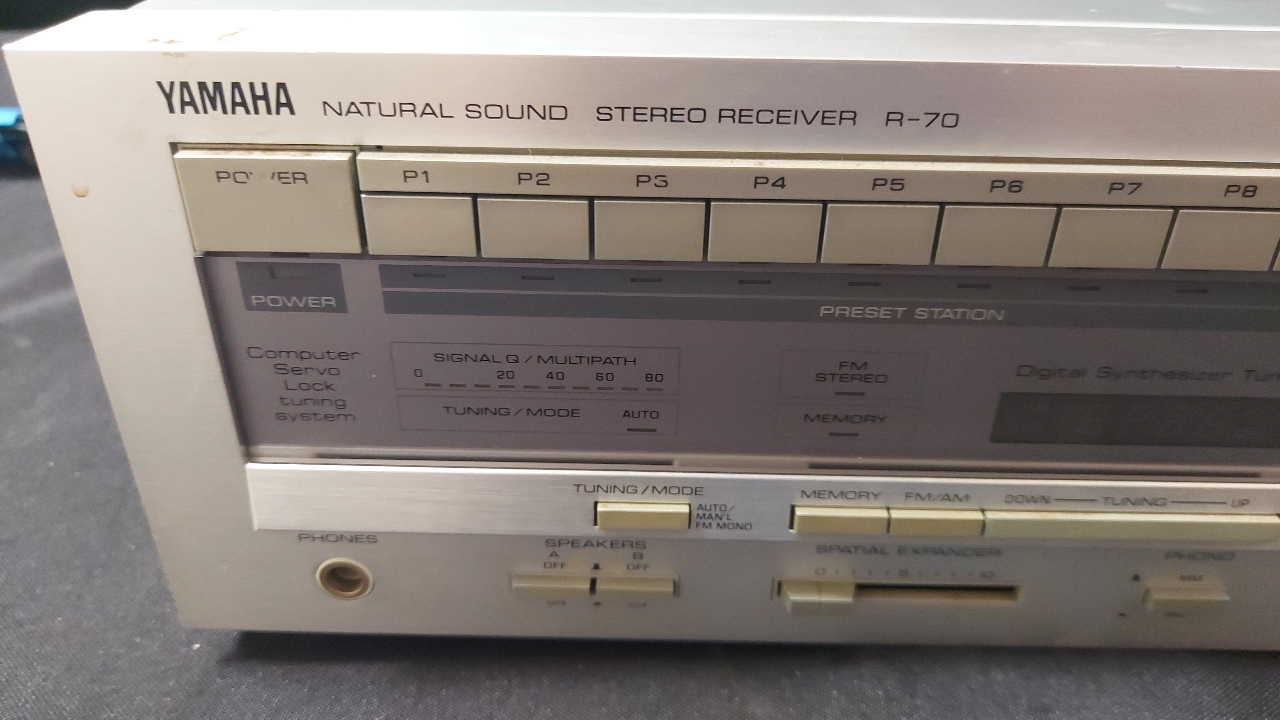 YAMAHA NATURAL SOUND STEREO RECEIVER R-70
POWER P1 P2 P3 P4 P5 P6 P7 P8
POWER
PRESET STATION
Computer
Servo
Lock
tuning
system
SIGNAL Q / MULTIPATH
0 20 40 60 80
TUNING / MODE AUTO
FM
STEREO
MEMORY
Digital Synthesizer
TUNING / MODE
AUTO /
MAN'L
FM MONO
MEMORY FM/AM DOWN TUNING UP
PHONES
SPEAKERS
A B
OFF OFF
SPATIAL EXPANDER
PHONO